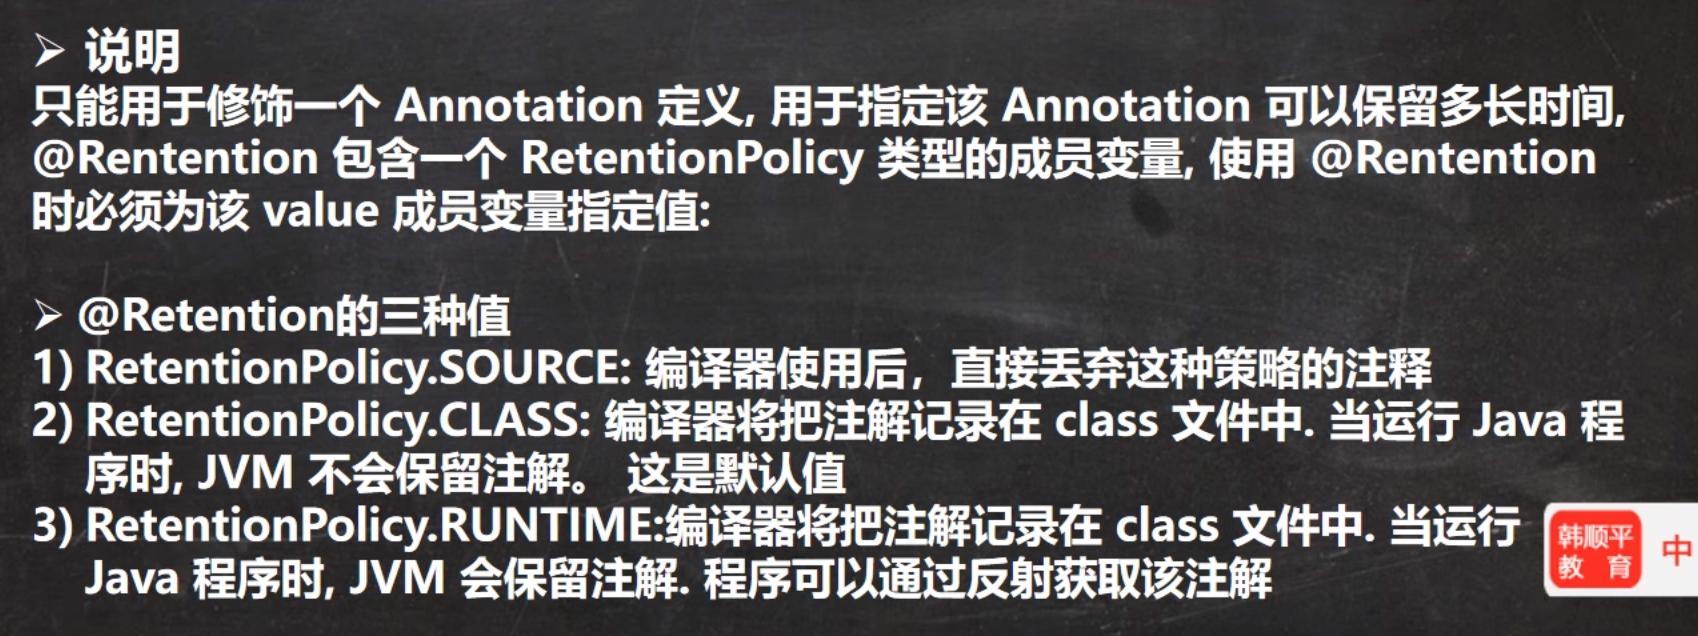 ➢ 说明
只能用于修饰一个 Annotation 定义, 用于指定该 Annotation 可以保留多长时间,
@Rentention 包含一个 RetentionPolicy 类型的成员变量, 使用 @Rentention
时必须为该 value 成员变量指定值:
➢ @Retention的三种值
1) RetentionPolicy.SOURCE: 编译器使用后，直接丢弃这种策略的注释
2) RetentionPolicy.CLASS: 编译器将把注解记录在 class 文件中. 当运行 Java 程
序时, JVM 不会保留注解。 这是默认值
3) RetentionPolicy.RUNTIME:编译器将把注解记录在 class 文件中. 当运行
Java 程序时, JVM 会保留注解. 程序可以通过反射获取该注解
韩顺平
教 育
中